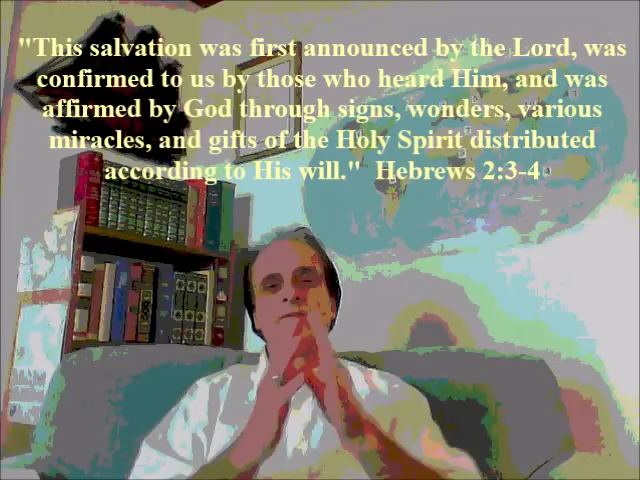 "This salvation was first announced by the Lord, was
confirmed to us by those who heard Him, and was
affirmed by God through signs, wonders, various
miracles, and gifts of the Holy Spirit distributed
according to His will."  Hebrews 2:3-4